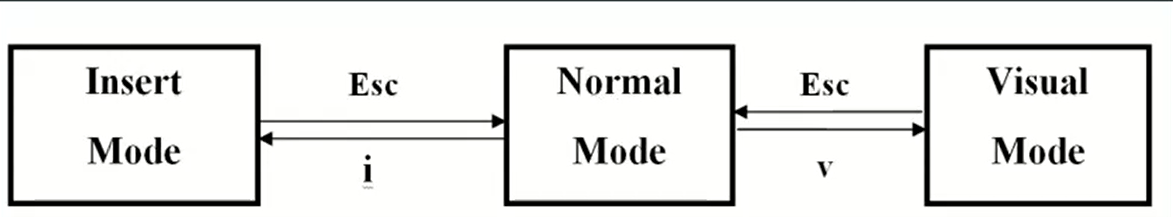 Insert
Mode
Esc
i
Normal
Mode
Esc
v
Visual
Mode